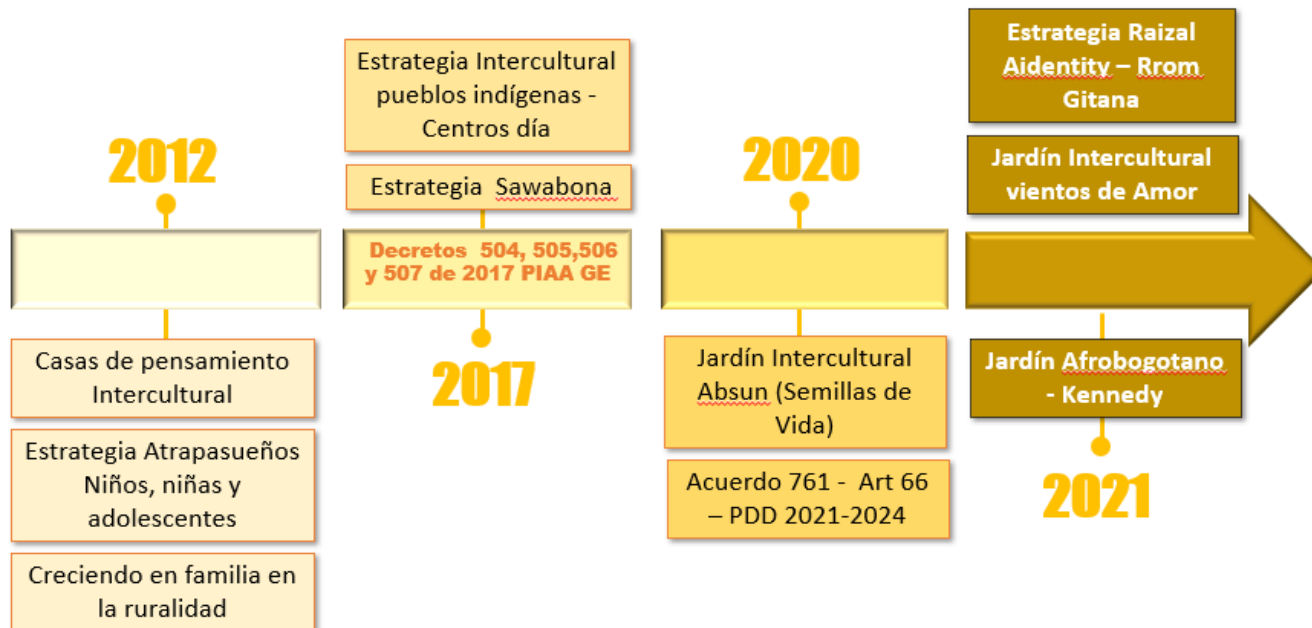 2012
Casas de pensamiento
Intercultural
Estrategia Atrapasueños
Niños, niñas y
adolescentes
Creciendo en familia en
la ruralidad
Estrategia Intercultural
pueblos indígenas -
Centros día
Estrategia Sawabona
Decretos 504, 505,506
y 507 de 2017 PIAA GE
2017
2020
Jardín Intercultural
Absun (Semillas de
Vida)
Acuerdo 761 - Art 66
– PDD 2021-2024
Estrategia Raizal
Aidentity – Rrom
Gitana
Jardín Intercultural
vientos de Amor
Jardín Afrobogotano
- Kennedy
2021